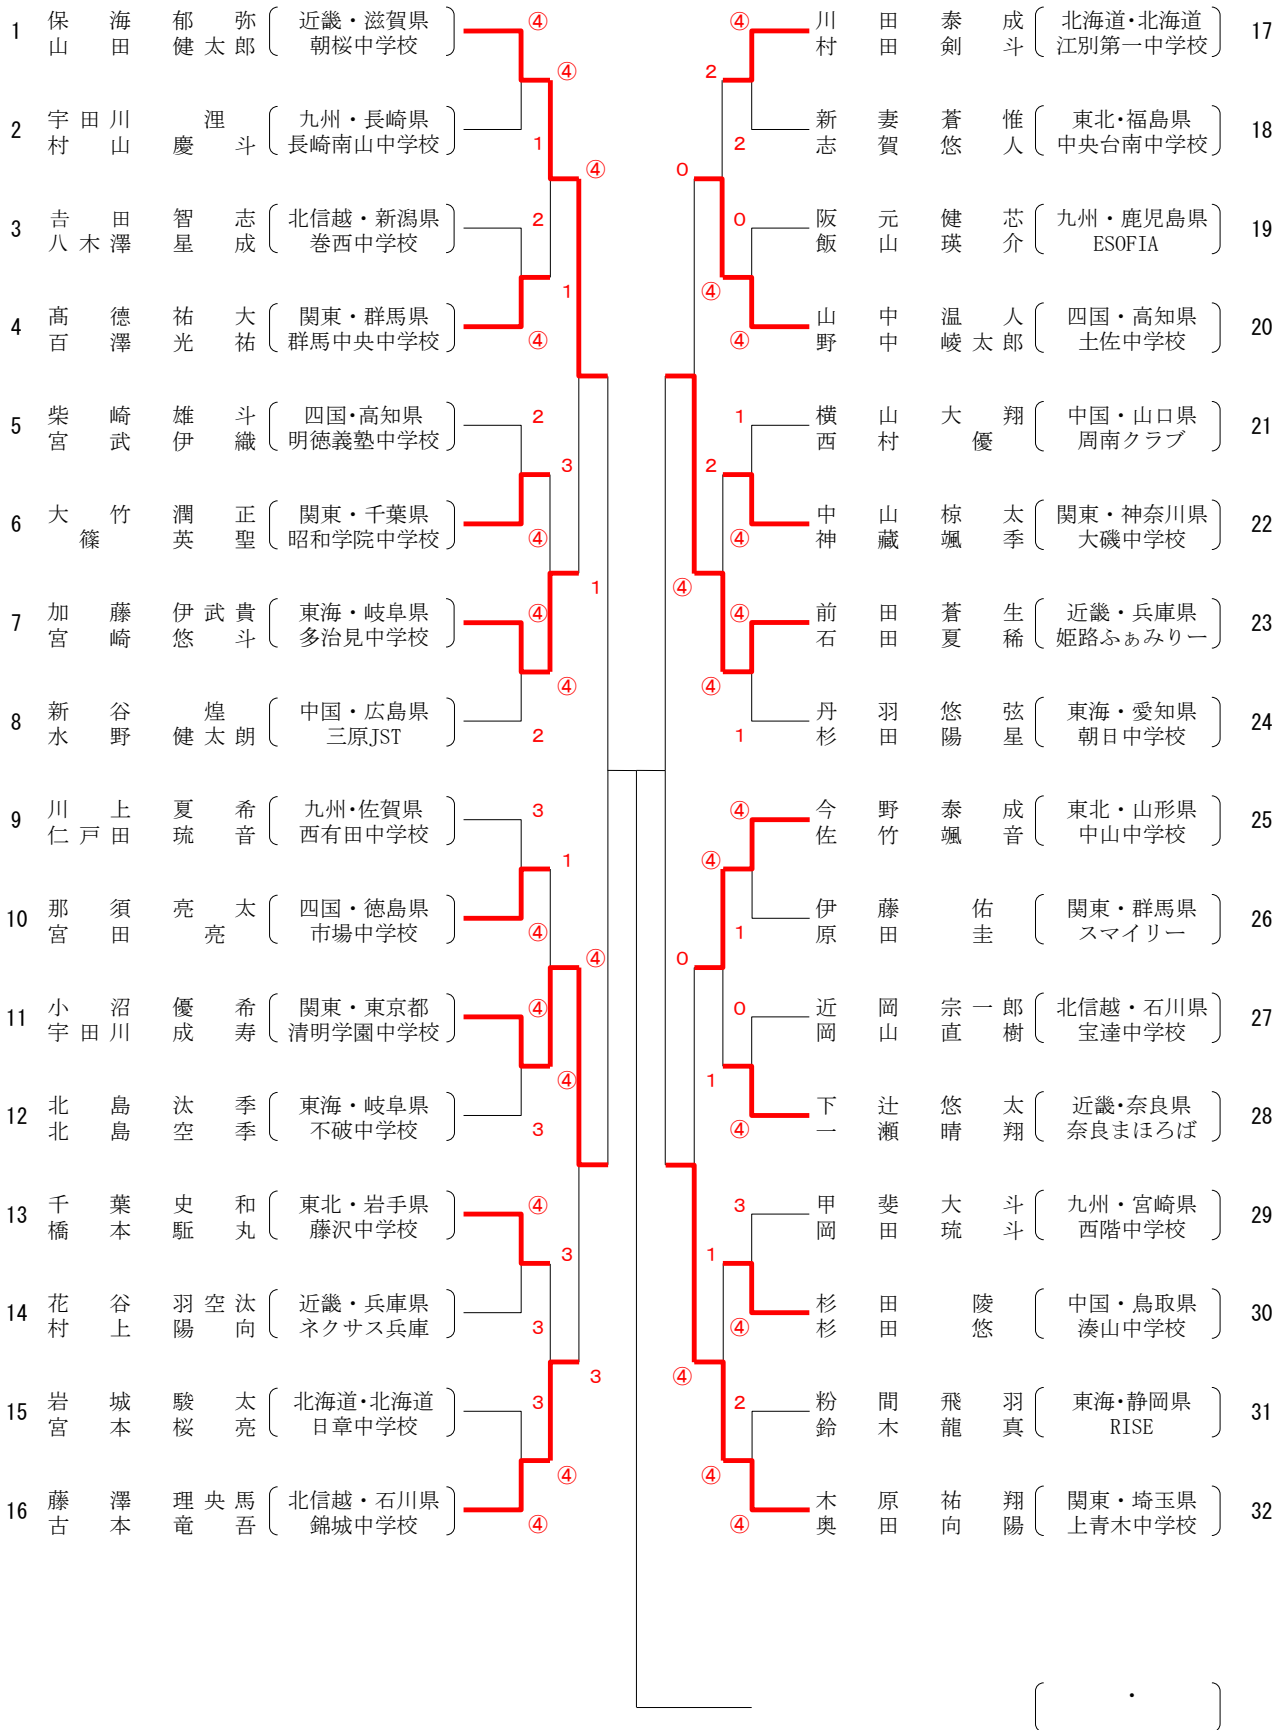 1 保海郁弥 近畿・滋賀県 ④
山田健太郎 朝桜中学校
④
2 宇田川浬 九州・長崎県 1
村山慶斗 長崎南山中学校
④
3 吉田智志 北信越・新潟県 2
八木澤星成 巻西中学校
1
4 髙德祐大 関東・群馬県 ④
百澤光祐 群馬中央中学校
5 柴崎雄斗 四国・高知県 2
宮武伊織 明徳義塾中学校
3
6 大竹潤正 関東・千葉県 ④
篠英聖 昭和学院中学校
1
7 加藤伊武貴 東海・岐阜県 ④
宮崎悠斗 多治見中学校
④
8 新谷煌 中国・広島県 2
水野健太朗 三原JST
9 川上夏希 九州・佐賀県 3
仁戸田琉音 西有田中学校
1
10 那須亮太 四国・徳島県 ④
宮田亮 市場中学校
④
11 小沼優希 関東・東京都 ④
宇田川成寿 清明学園中学校
④
12 北島汰季 東海・岐阜県 3
北島空季 不破中学校
13 千葉史和 東北・岩手県 ④
橋本駈丸 藤沢中学校
3
14 花谷羽空汰 近畿・兵庫県 3
村上陽向 ネクサス兵庫
3
15 岩城駿太 北海道・北海道 3
宮本桜亮 日章中学校
④
16 藤澤理央馬 北信越・石川県 ④
古本竜吾 錦城中学校
④ 川田泰成 北海道・北海道 17
村田剣斗 江別第一中学校
2
2 新妻蒼惟 東北・福島県 18
志賀悠人 中央台南中学校
0
0 阪元健芯 九州・鹿児島県 19
飯山瑛介 ESOFIA
④
④ 山中温人 四国・高知県 20
野中崚太郎 土佐中学校
1 横山大翔 中国・山口県 21
西村優 周南クラブ
2
④ 中山椋太 関東・神奈川県 22
神藏颯季 大磯中学校
④
④ 前田蒼生 近畿・兵庫県 23
石田夏稀 姫路ふぁみりー
④
1 丹羽悠弦 東海・愛知県 24
杉田陽星 朝日中学校
④ 今野泰成 東北・山形県 25
佐竹颯音 中山中学校
④
1 伊藤佑 関東・群馬県 26
原田圭 スマイリー
0
0 近岡宗一郎 北信越・石川県 27
岡山直樹 宝達中学校
1
④ 下辻悠太 近畿・奈良県 28
一瀬晴翔 奈良まほろば
3 甲斐大斗 九州・宮崎県 29
岡田琉斗 西階中学校
1
④ 杉田陵 中国・鳥取県 30
杉田悠 湊山中学校
④
2 粉間飛羽 東海・静岡県 31
鈴木龍真 RISE
④
④ 木原祐翔 関東・埼玉県 32
奥田向陽 上青木中学校
・